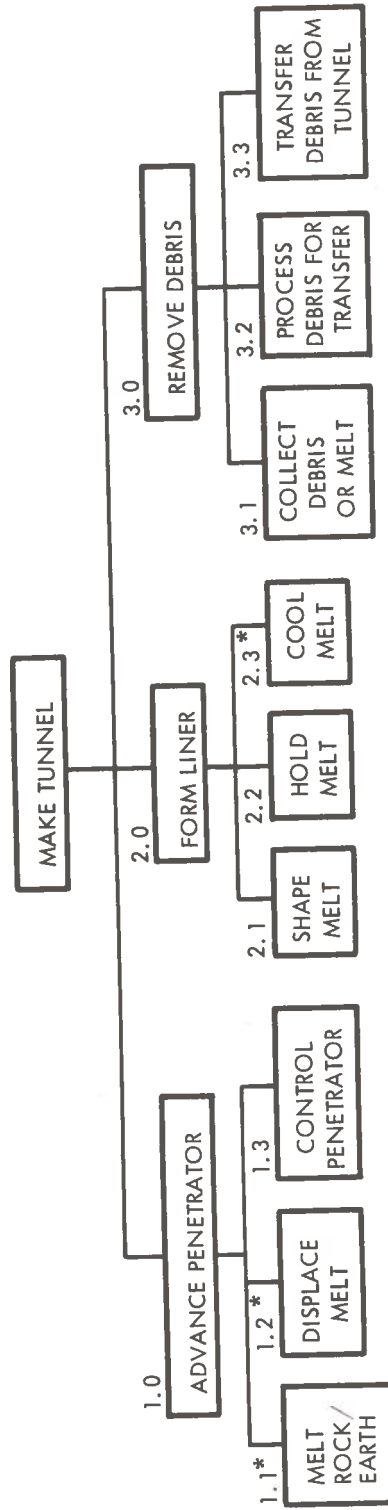 MAKE TUNNEL
1.0
ADVANCE PENETRATOR
1.1*
MELT
ROCK/
EARTH
1.2*
DISPLACE
MELT
1.3
CONTROL
PENETRATOR
2.0
FORM LINER
2.1
SHAPE
MELT
2.2
HOLD
MELT
2.3*
COOL
MELT
3.0
REMOVE DEBRIS
3.1
COLLECT
DEBRIS
OR MELT
3.2
PROCESS
DEBRIS FOR
TRANSFER
3.3
TRANSFER
DEBRIS FROM
TUNNEL